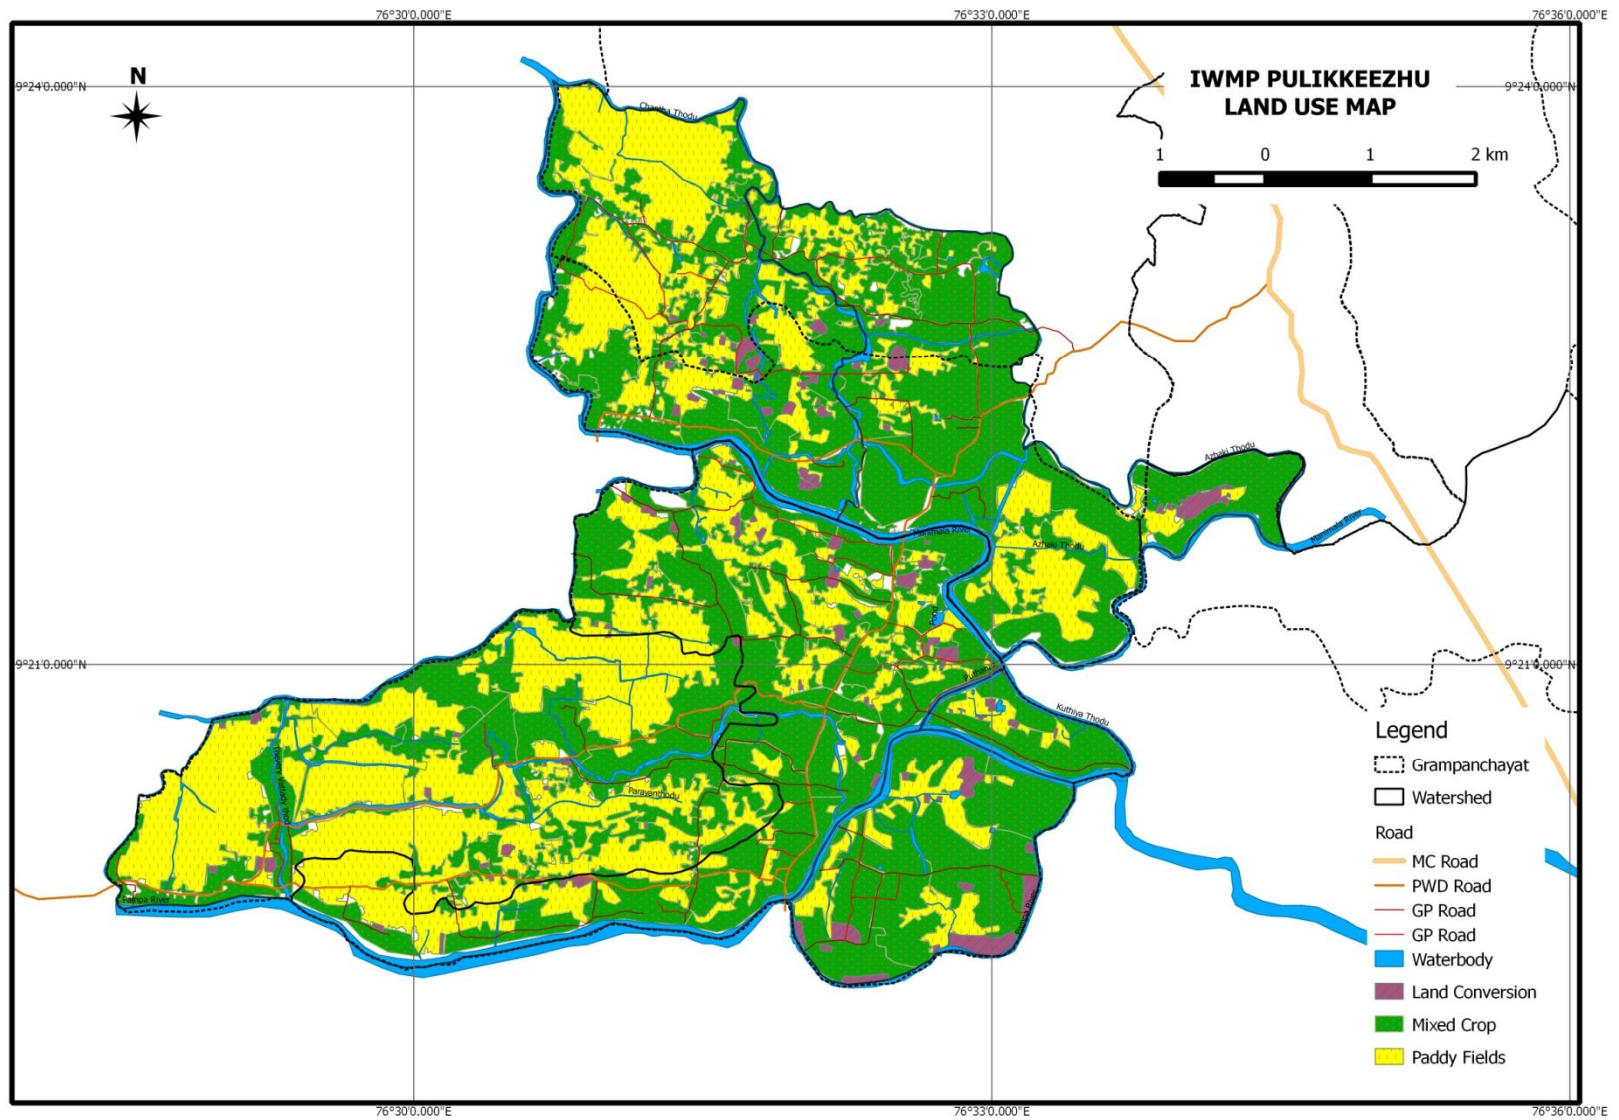 76°30'0.000"E
76°33'0.000"E
76°36'0.000"E
9°24'0.000"N
9°24'0.000"N
N
IWMP PULIKKEEZHU
LAND USE MAP
1 0 1 2 km
Chantha Thodu
Azhaki Thodu
Manimala River
Manimala River
Azhaki Thodu
Pond
9°21'0.000"N
9°21'0.000"N
Kuthiya Thodu
Paravanthodu
Pampa River
Legend
Grampanchayat
Watershed
Road
MC Road
PWD Road
GP Road
GP Road
Waterbody
Land Conversion
Mixed Crop
Paddy Fields
76°30'0.000"E
76°33'0.000"E
76°36'0.000"E